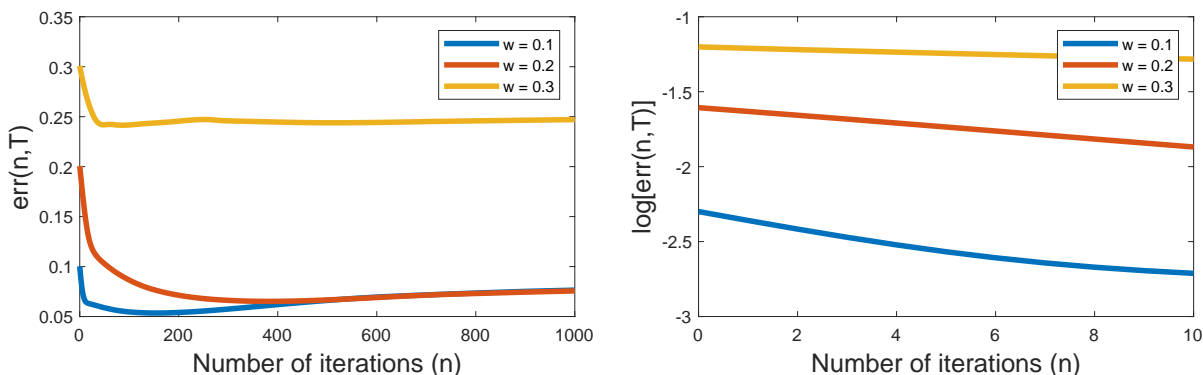 0.35
0.3
0.25
0.2
0.15
0.1
0.05
err(n,T)
w = 0.1
w = 0.2
w = 0.3
0
200
400
600
800
1000
Number of iterations (n)
-1
-1.5
-2
-2.5
-3
log[err(n,T)]
w = 0.1
w = 0.2
w = 0.3
0
2
4
6
8
10
Number of iterations (n)